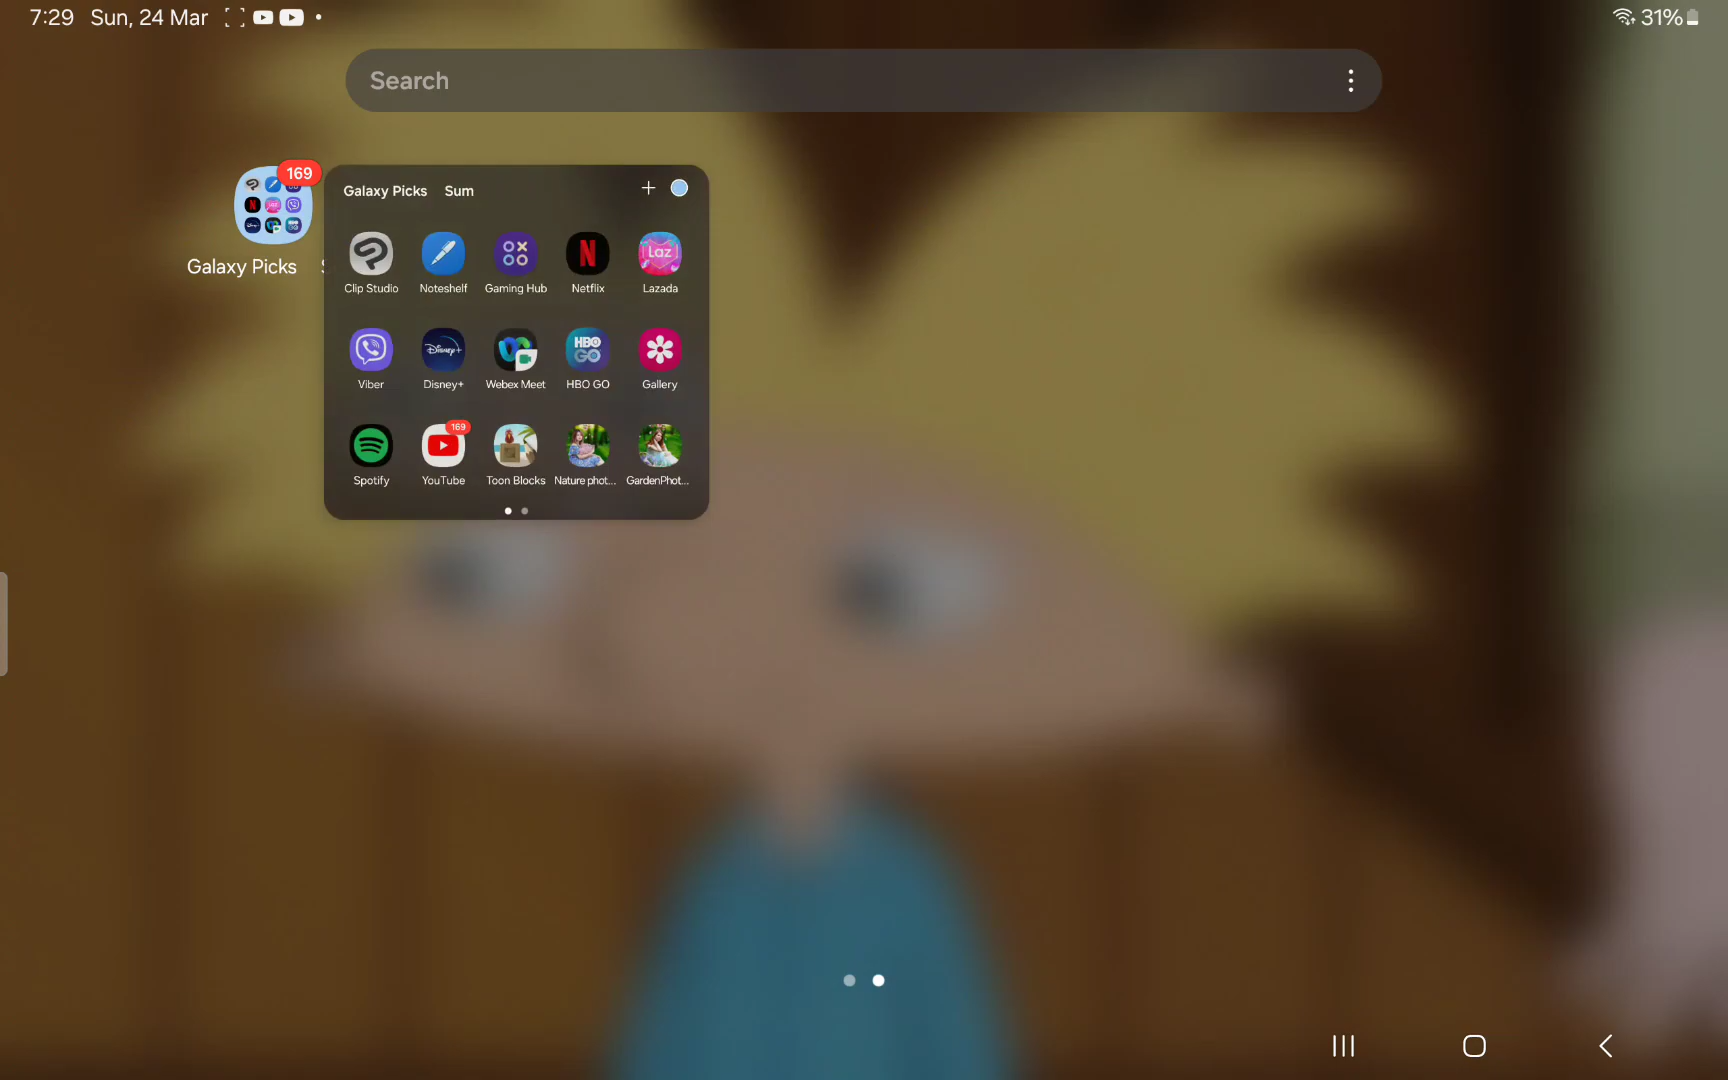 7:29 Sun, 24 Mar
31%
Search
169
Galaxy Picks
Galaxy Picks Sum
Clip Studio Noteshelf Gaming Hub Netflix Lazada
Laz
Viber Disney+ Webex Meet HBO GO Gallery
Disney+
HBO
GO
169
Spotify YouTube Toon Blocks Nature phot... GardenPhot...